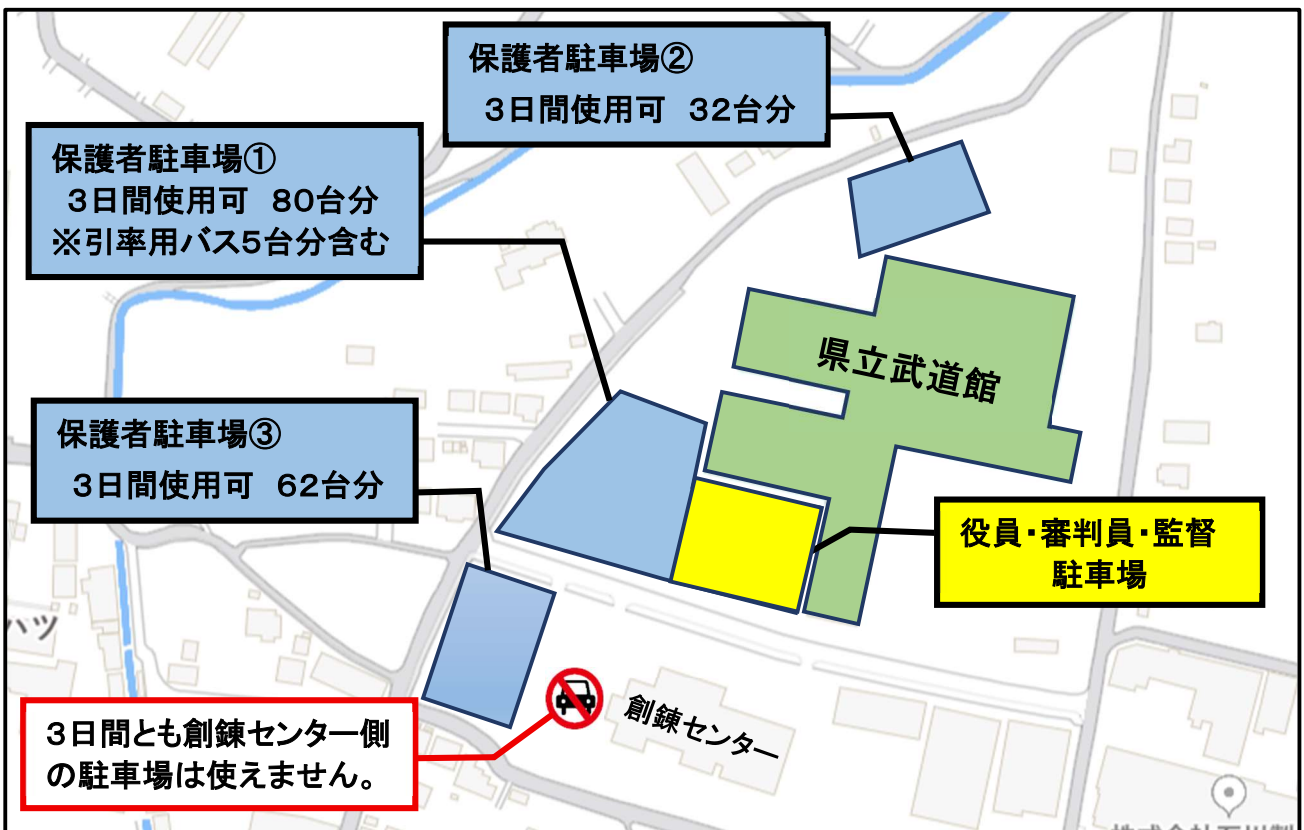 保護者駐車場②
3日間使用可 32台分
保護者駐車場①
3日間使用可 80台分
※引率用バス5台分含む
県立武道館
保護者駐車場③
3日間使用可 62台分
役員・審判員・監督
駐車場
ハツ
3日間とも創錬センター側
の駐車場は使えません。
創錬センター